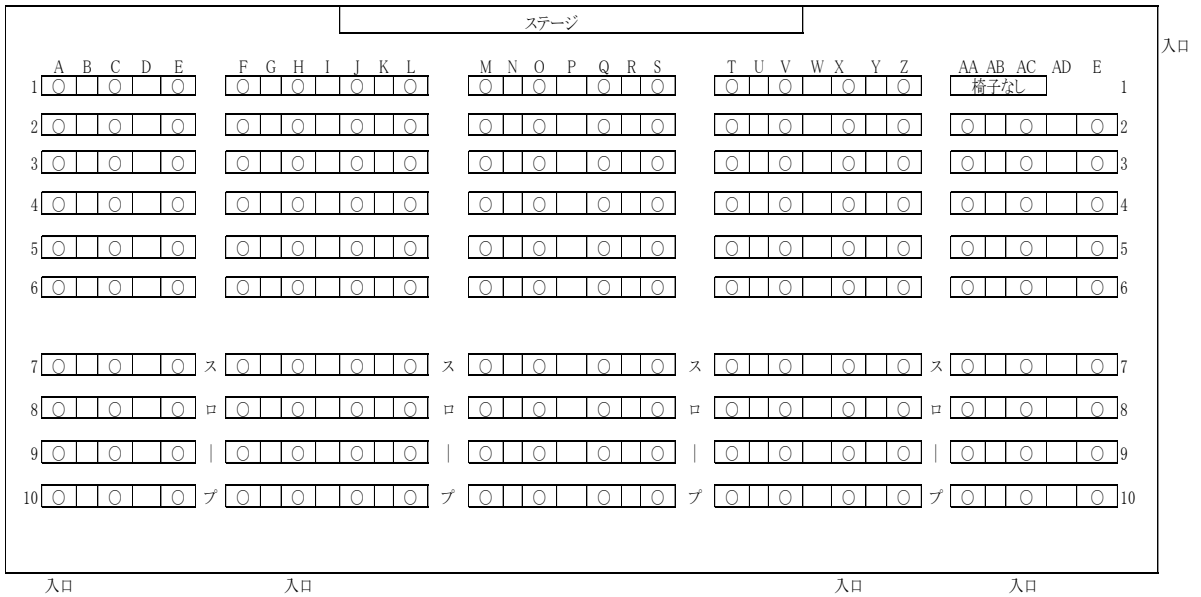 ステージ
入口
A B C D E F G H I J K L M N O P Q R S T U V W X Y Z AA AB AC AD E
1 ○ ○ ○ ○ ○ ○ ○ ○ ○ ○ ○ ○ ○ ○ ○ 椅子なし 1
2 ○ ○ ○ ○ ○ ○ ○ ○ ○ ○ ○ ○ ○ ○ ○ ○ ○ ○ 2
3 ○ ○ ○ ○ ○ ○ ○ ○ ○ ○ ○ ○ ○ ○ ○ ○ ○ ○ 3
4 ○ ○ ○ ○ ○ ○ ○ ○ ○ ○ ○ ○ ○ ○ ○ ○ ○ ○ 4
5 ○ ○ ○ ○ ○ ○ ○ ○ ○ ○ ○ ○ ○ ○ ○ ○ ○ ○ 5
6 ○ ○ ○ ○ ○ ○ ○ ○ ○ ○ ○ ○ ○ ○ ○ ○ ○ ○ 6
7 ○ ○ ○ ス ○ ○ ○ ○ ス ○ ○ ○ ○ ス ○ ○ ○ ○ ス ○ ○ ○ 7
8 ○ ○ ○ ロ ○ ○ ○ ○ ロ ○ ○ ○ ○ ロ ○ ○ ○ ○ ロ ○ ○ ○ 8
9 ○ ○ ○ | ○ ○ ○ ○ | ○ ○ ○ ○ | ○ ○ ○ ○ | ○ ○ ○ 9
10 ○ ○ ○ プ ○ ○ ○ ○ プ ○ ○ ○ ○ プ ○ ○ ○ ○ プ ○ ○ ○ 10
入口 入口 入口 入口